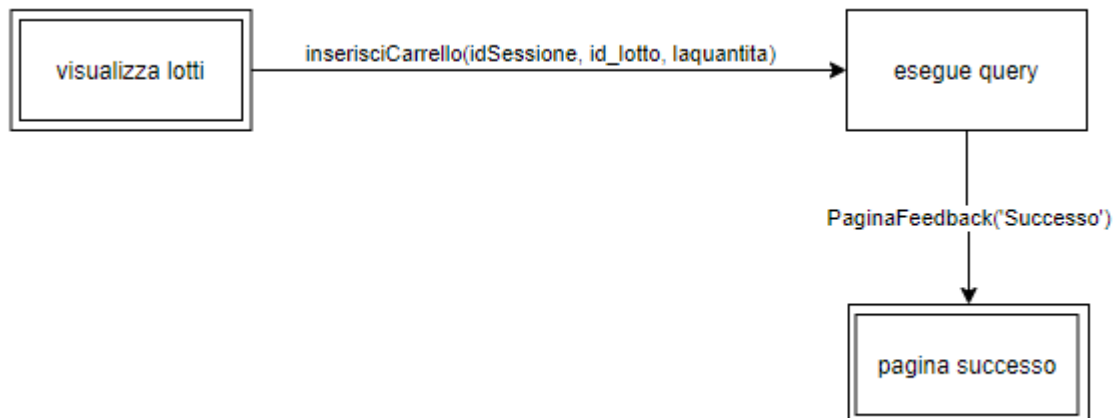 visualizza lotti
inserisciCarrello(idSessione, id_lotto, laquantita)
esegue query
PaginaFeedback('Successo')
pagina successo